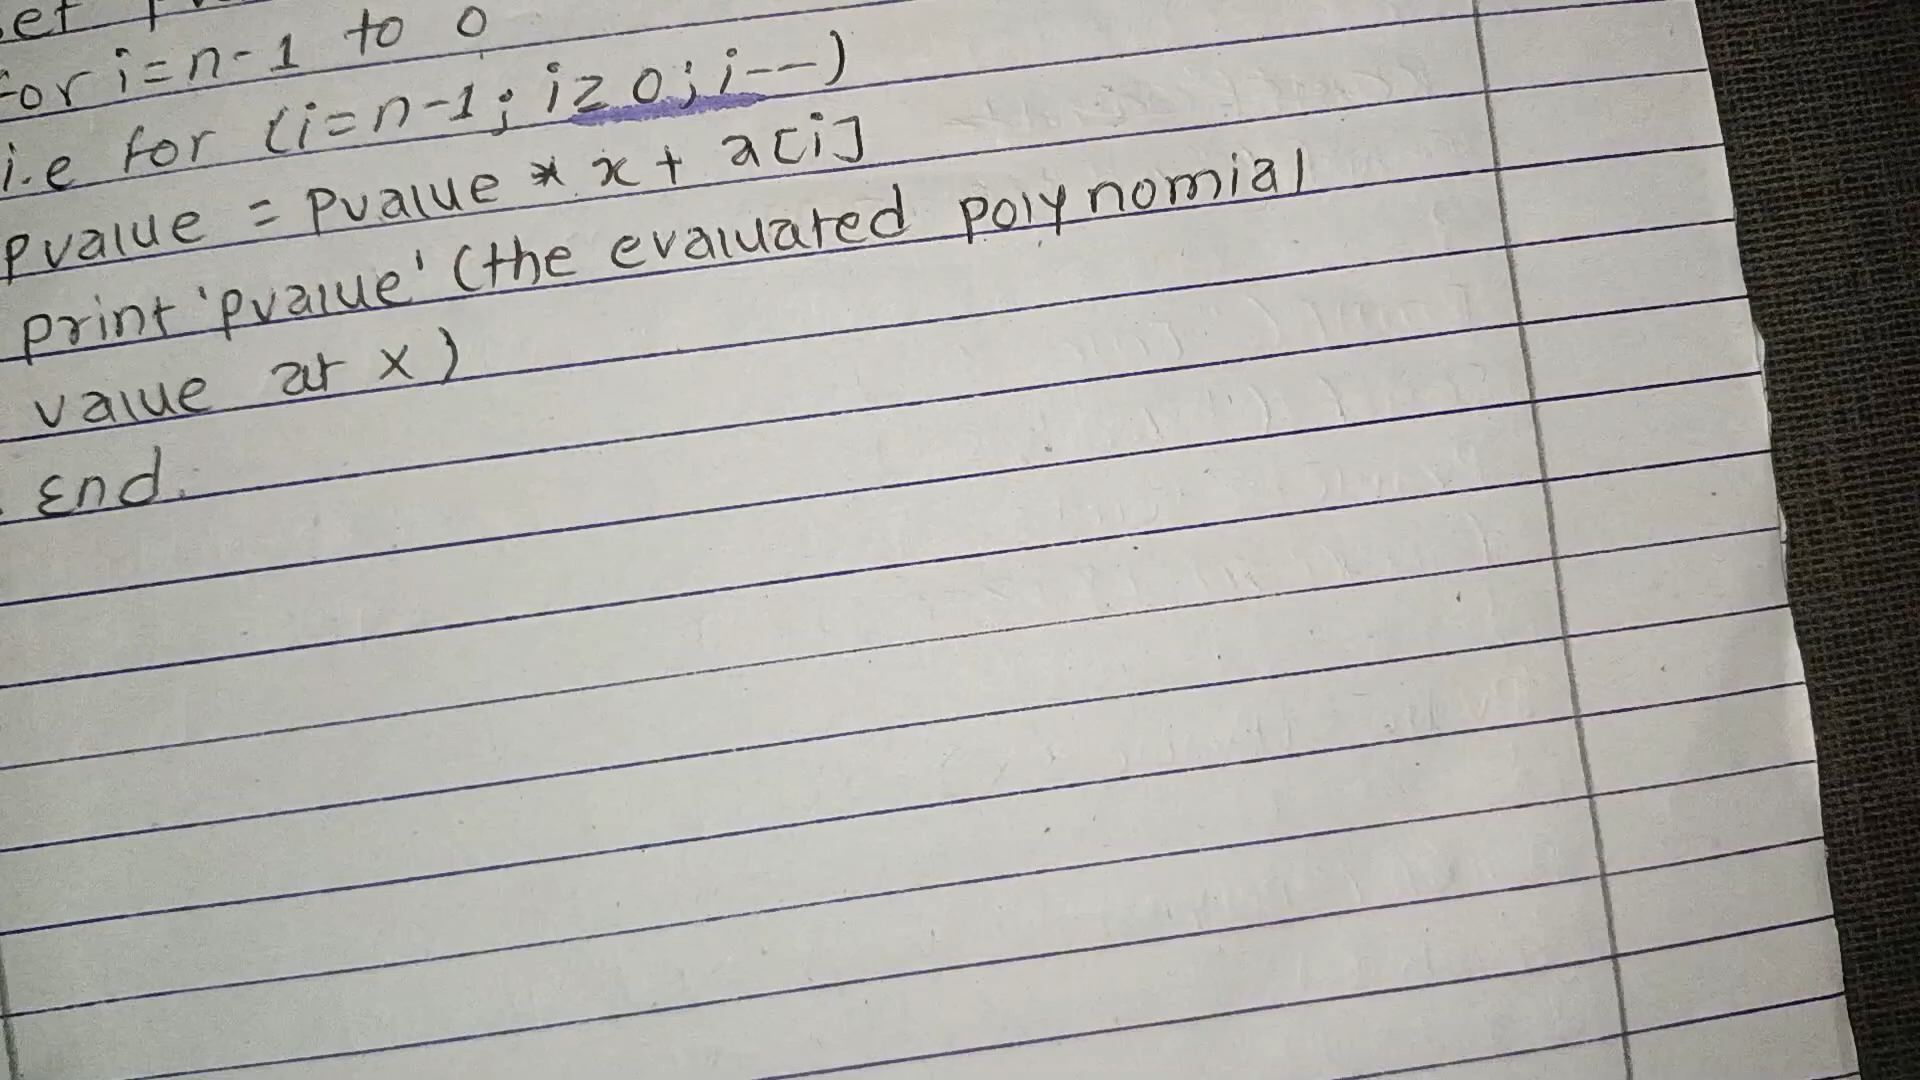 for i=n-1 to 0
i.e for (i=n-1; i≥0; i--)
pvalue = pvalue * x + a[i]
print 'pvalue' (the evaluated polynomial
value at x)
End.